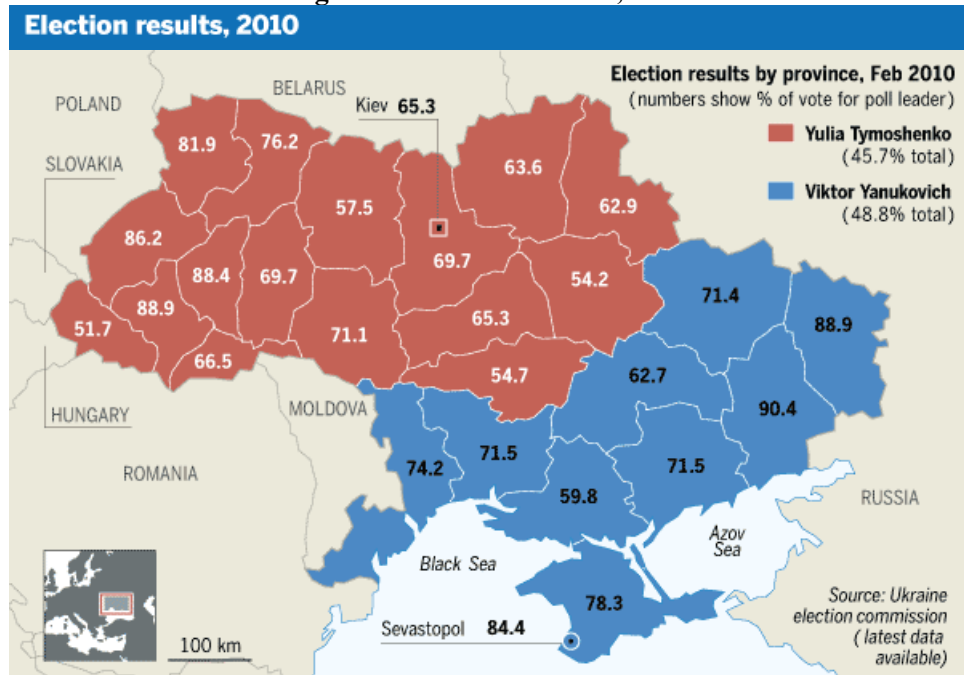 Election results, 2010
Election results by province, Feb 2010
(numbers show % of vote for poll leader)
Yulia Tymoshenko
(45.7% total)
Viktor Yanukovich
(48.8% total)
BELARUS
POLAND
Kiev 65.3
SLOVAKIA
81.9
76.2
63.6
57.5
62.9
86.2
69.7
88.4
69.7
54.2
71.4
88.9
51.7
65.3
88.9
71.1
66.5
54.7
62.7
HUNGARY
MOLDOVA
90.4
ROMANIA
74.2
71.5
71.5
59.8
RUSSIA
Azov
Sea
Black Sea
78.3
Sevastopol 84.4
100 km
Source: Ukraine
election commission
( latest data
available)